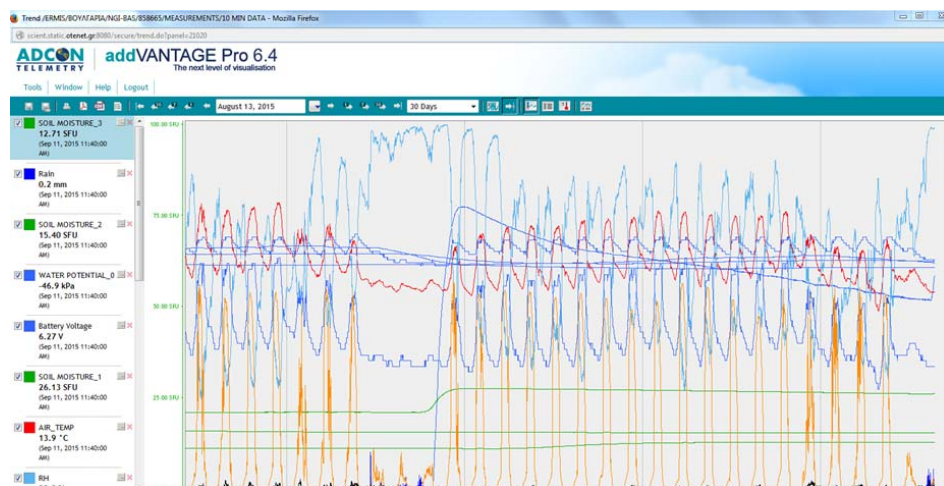 Trend /ERMIS/ΒΟΥΛΓΑΡΙΑ/NGI-BAS/858665/MEASUREMENTS/10 MIN DATA - Mozilla Firefox
scient.static.otenet.gr:8080/secure/trend.do?panel=21020
ADCON addVANTAGE Pro 6.4
TELEMETRY The next level of visualisation
Tools Window Help Logout
August 13, 2015 30 Days
SOIL MOISTURE_3
12.71 SFU
(Sep 11, 2015 11:40:00
AM)
Rain
0.2 mm
(Sep 11, 2015 11:40:00
AM)
SOIL MOISTURE_2
15.40 SFU
(Sep 11, 2015 11:40:00
AM)
WATER POTENTIAL_0
-46.9 kPa
(Sep 11, 2015 11:40:00
AM)
Battery Voltage
6.27 V
(Sep 11, 2015 11:40:00
AM)
SOIL MOISTURE_1
26.13 SFU
(Sep 11, 2015 11:40:00
AM)
AIR_TEMP
13.9 °C
(Sep 11, 2015 11:40:00
AM)
RH
100.00 SFU
75.00 SFU
50.00 SFU
25.00 SFU